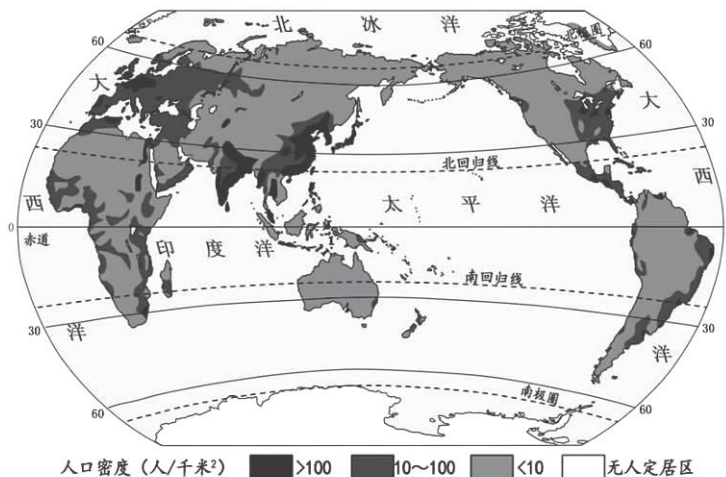 北 冰 洋
北极圈
60
60
大
大
30
30
北回归线
西
西
太 平 洋
0
0
赤道
印 度 洋
南回归线
30
30
洋
洋
南极圈
60
60
人口密度（人/千米²） >100 10～100 <10 无人定居区